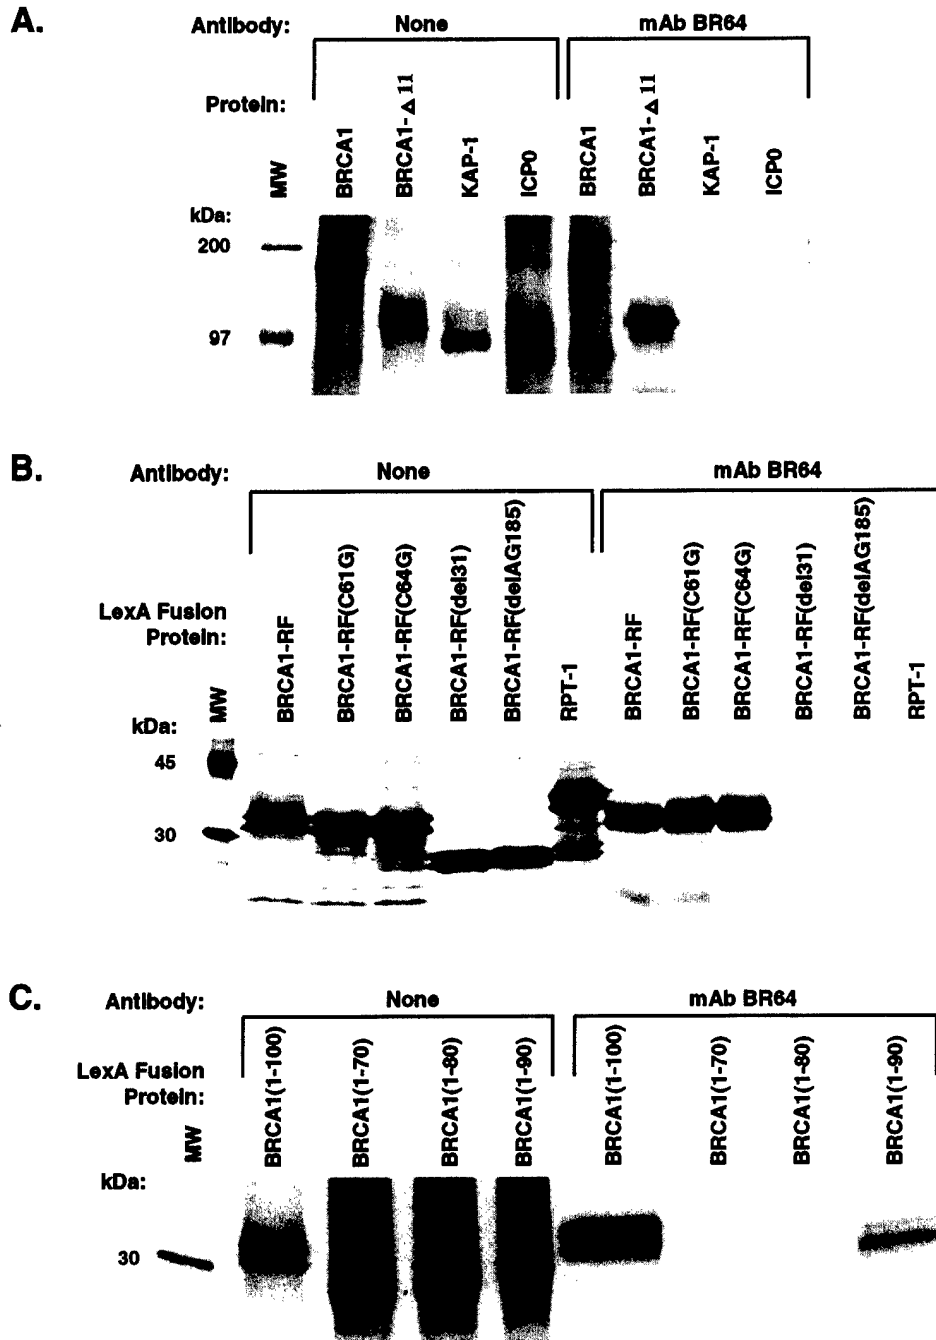 A.
Antibody: None mAb BR64
Protein:
MW BRCA1 BRCA1-Δ11 KAP-1 ICP0 BRCA1 BRCA1-Δ11 KAP-1 ICP0
kDa:
200
97
B.
Antibody: None mAb BR64
LexA Fusion
Protein:
MW BRCA1-RF BRCA1-RF(C61G) BRCA1-RF(C64G) BRCA1-RF(del31) BRCA1-RF(delAG185) RPT-1 BRCA1-RF BRCA1-RF(C61G) BRCA1-RF(C64G) BRCA1-RF(del31) BRCA1-RF(delAG185) RPT-1
kDa:
45
30
C.
Antibody: None mAb BR64
LexA Fusion
Protein:
MW BRCA1(1-100) BRCA1(1-70) BRCA1(1-80) BRCA1(1-90) BRCA1(1-100) BRCA1(1-70) BRCA1(1-80) BRCA1(1-90)
kDa:
30